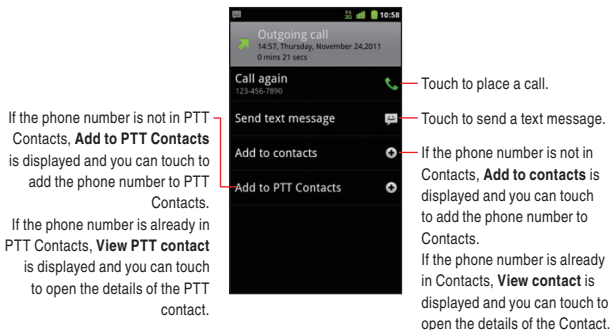 10:58
Outgoing call
14:57, Thursday, November 24,2011
0 mins 21 secs
Call again
123-456-7890
Send text message
Add to contacts
Add to PTT Contacts
If the phone number is not in PTT
Contacts, Add to PTT Contacts
is displayed and you can touch to
add the phone number to PTT
Contacts.
If the phone number is already in
PTT Contacts, View PTT contact
is displayed and you can touch
to open the details of the PTT
contact.
Touch to place a call.
Touch to send a text message.
If the phone number is not in
Contacts, Add to contacts is
displayed and you can touch
to add the phone number to
Contacts.
If the phone number is already
in Contacts, View contact is
displayed and you can touch to
open the details of the Contact.